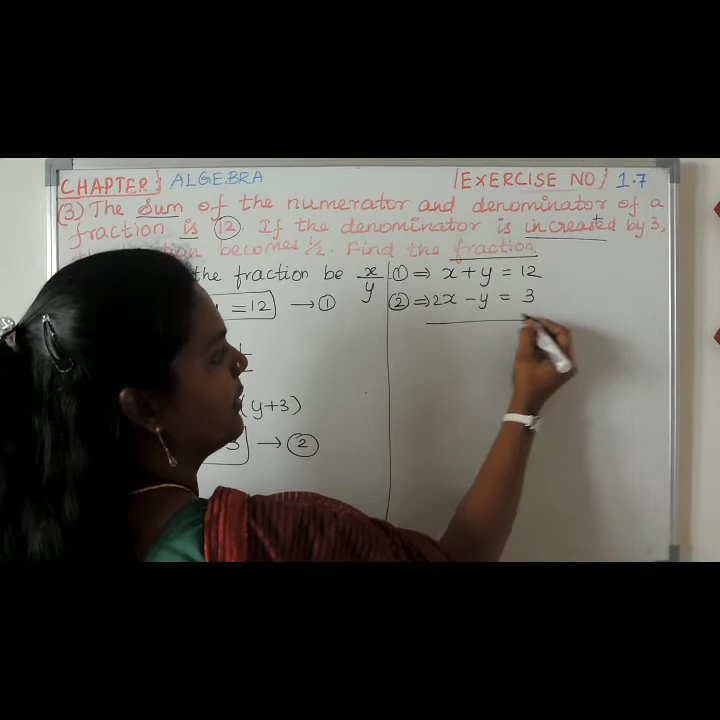 CHAPTER: ALGEBRA EXERCISE NO/ 1.7
(3) The Sum of the numerator and denominator of a
fraction is 12. If the denominator is increased by 3,
becomes 1/2. Find the fraction
the fraction be x/y
= 12 → ①
(y+3)
3 → ②
① ⇒ x + y = 12
② ⇒ 2x - y = 3